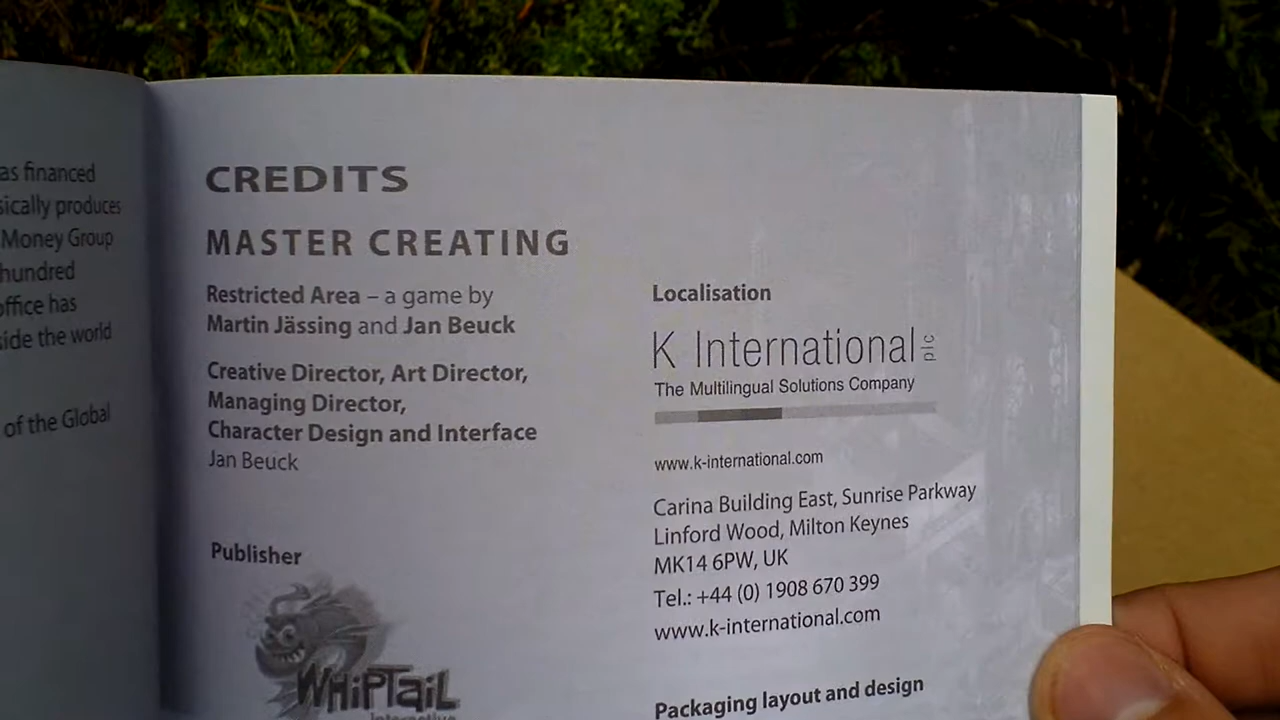 as financed
sically produces
Money Group
hundred
office has
side the world
of the Global
CREDITS
MASTER CREATING
Restricted Area – a game by
Martin Jässing and Jan Beuck
Creative Director, Art Director,
Managing Director,
Character Design and Interface
Jan Beuck
Publisher
WHiPTaiL
interactive
Localisation
K International plc
The Multilingual Solutions Company
www.k-international.com
Carina Building East, Sunrise Parkway
Linford Wood, Milton Keynes
MK14 6PW, UK
Tel.: +44 (0) 1908 670 399
www.k-international.com
Packaging layout and design